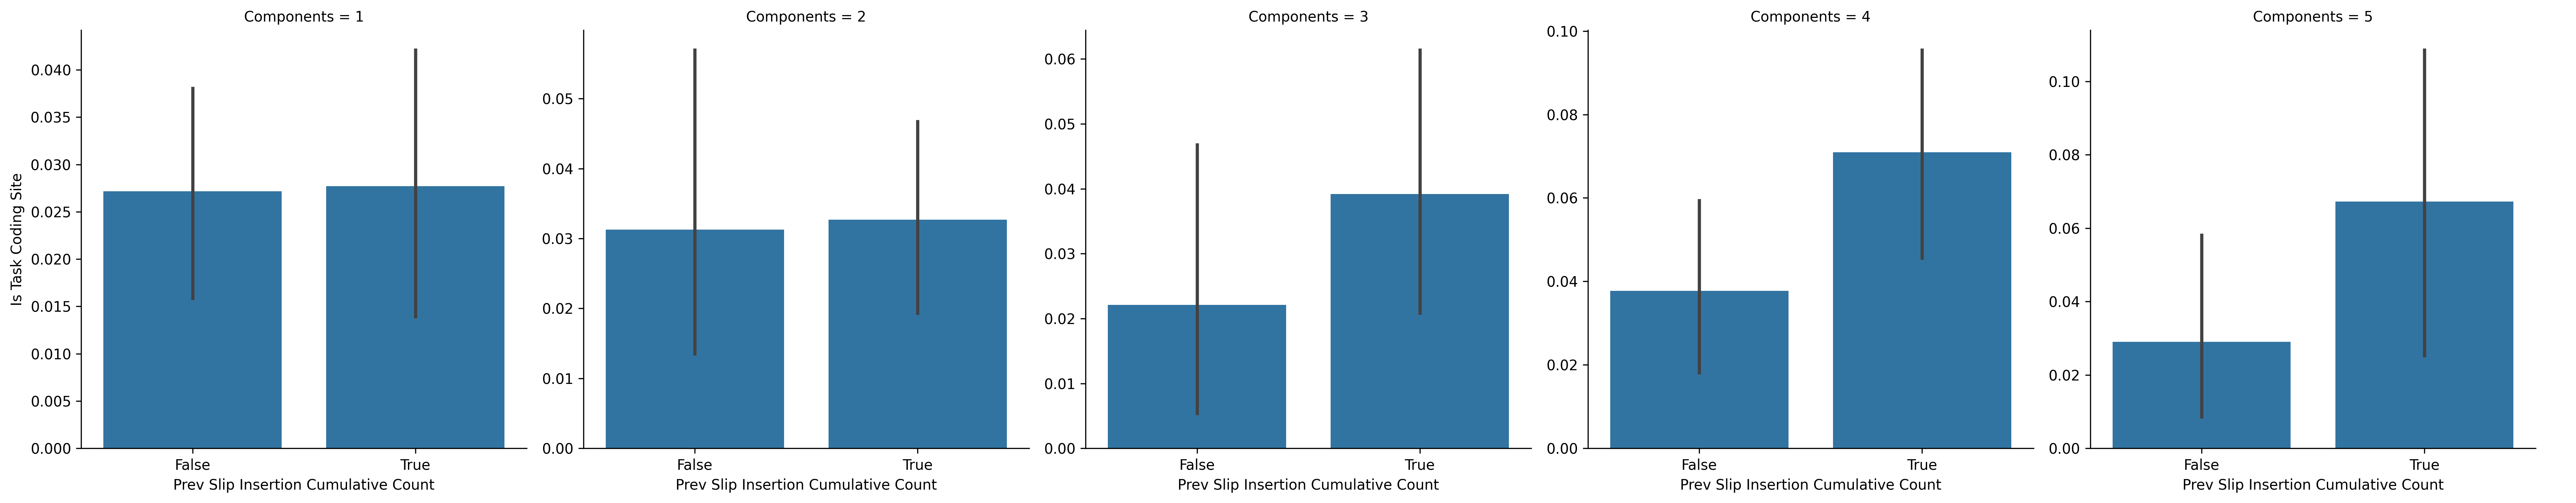 Components = 1
Is Task Coding Site
0.040
0.035
0.030
0.025
0.020
0.015
0.010
0.005
0.000
False
True
Prev Slip Insertion Cumulative Count
Components = 2
0.05
0.04
0.03
0.02
0.01
0.00
False
True
Prev Slip Insertion Cumulative Count
Components = 3
0.06
0.05
0.04
0.03
0.02
0.01
0.00
False
True
Prev Slip Insertion Cumulative Count
Components = 4
0.10
0.08
0.06
0.04
0.02
0.00
False
True
Prev Slip Insertion Cumulative Count
Components = 5
0.10
0.08
0.06
0.04
0.02
0.00
False
True
Prev Slip Insertion Cumulative Count